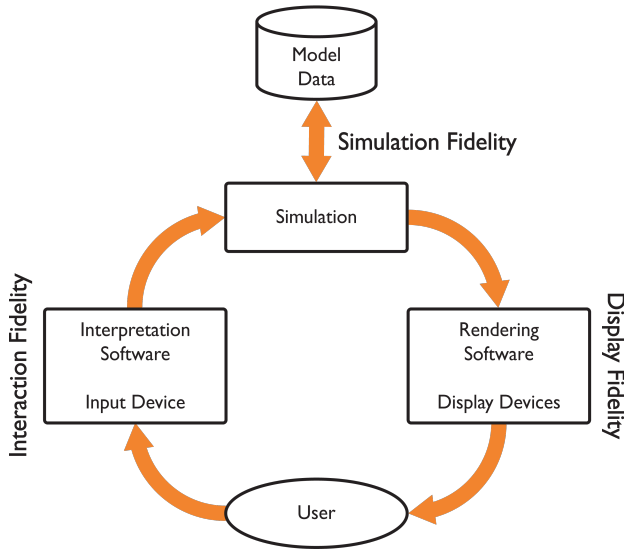 Model
Data
Simulation Fidelity
Simulation
Interaction Fidelity
Interpretation
Software
Input Device
Rendering
Software
Display Devices
Display Fidelity
User